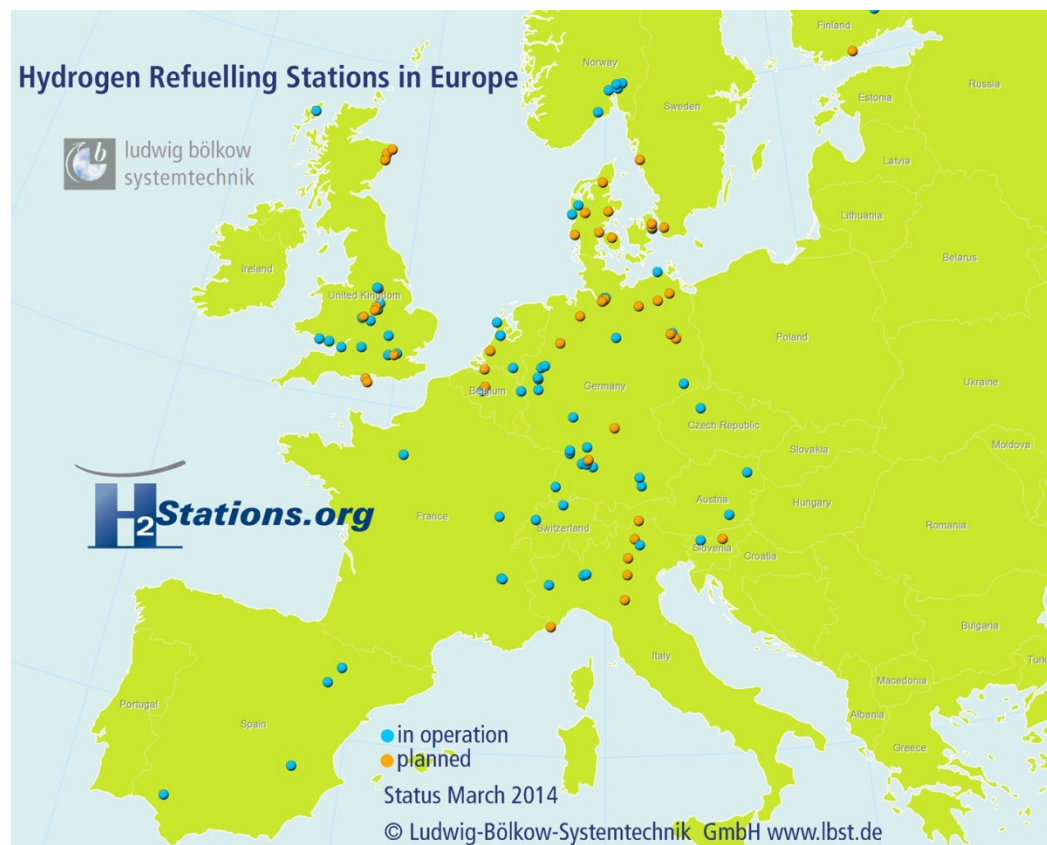 Hydrogen Refuelling Stations in Europe
b
ludwig bölkow
systemtechnik
Finland
Norway
Sweden
Russia
Estonia
Latvia
Lithuania
Belarus
Ireland
United Kingdom
Poland
Belgium
Germany
Ukraine
Czech Republic
Slovakia
Moldova
H2Stations.org
France
Switzerland
Austria
Hungary
Romania
Slovenia
Croatia
Bulgaria
Italy
Macedonia
Albania
Greece
Portugal
Spain
in operation
planned
Status March 2014
© Ludwig-Bölkow-Systemtechnik GmbH www.lbst.de